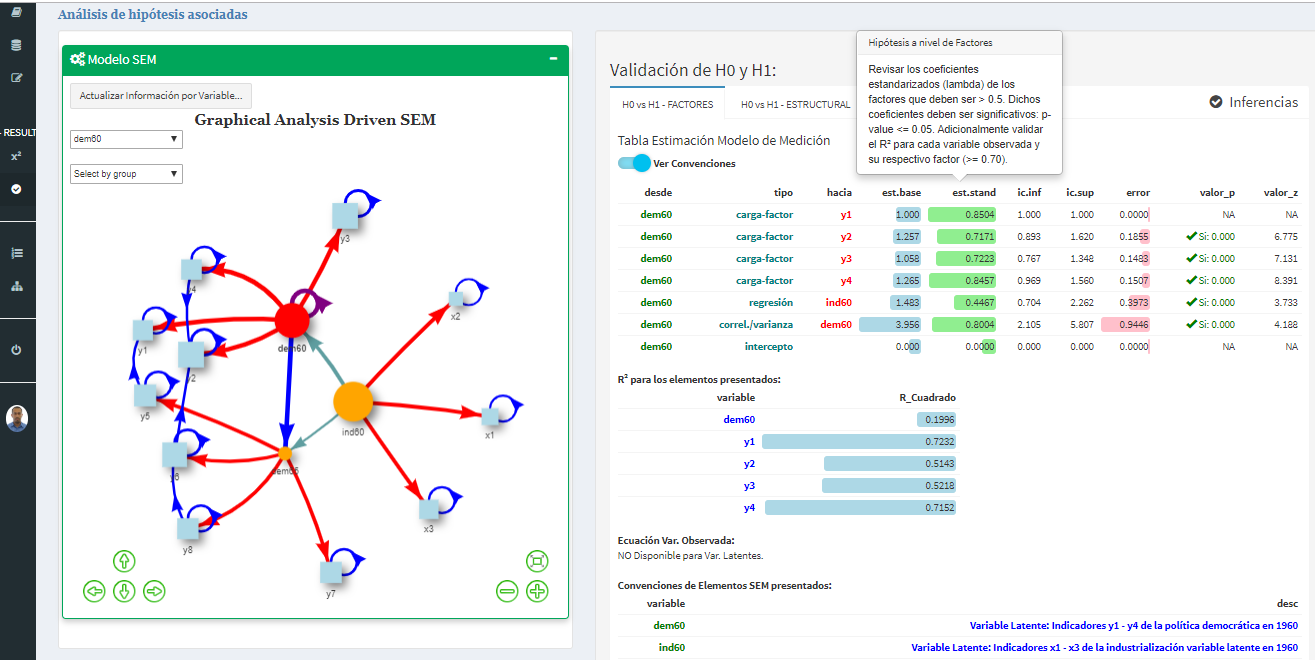 Análisis de hipótesis asociadas
- RESULT
x²
Modelo SEM
Actualizar Información por Variable...
Graphical Analysis Driven SEM
dem60
Select by group
y3
y4
x2
y1
dem60
y2
ind60
y5
x1
dem65
y6
x3
y8
y7
Validación de H0 y H1:
H0 vs H1 - FACTORES
H0 vs H1 - ESTRUCTURAL
Inferencias
Hipótesis a nivel de Factores
Revisar los coeficientes
estandarizados (lambda) de los
factores que deben ser > 0.5. Dichos
coeficientes deben ser significativos: p-
value <= 0.05. Adicionalmente validar
el R² para cada variable observada y
su respectivo factor (>= 0.70).
Tabla Estimación Modelo de Medición
Ver Convenciones
desde tipo hacia est.base est.stand ic.inf ic.sup error valor_p valor_z
dem60 carga-factor y1 1.000 0.8504 1.000 1.000 0.0000 NA NA
dem60 carga-factor y2 1.257 0.7171 0.893 1.620 0.1855 Si: 0.000 6.775
dem60 carga-factor y3 1.058 0.7223 0.767 1.348 0.1483 Si: 0.000 7.131
dem60 carga-factor y4 1.265 0.8457 0.969 1.560 0.1507 Si: 0.000 8.391
dem60 regresión ind60 1.483 0.4467 0.704 2.262 0.3973 Si: 0.000 3.733
dem60 correl./varianza dem60 3.956 0.8004 2.105 5.807 0.9446 Si: 0.000 4.188
dem60 intercepto 0.000 0.0000 0.000 0.000 0.0000 NA NA
R² para los elementos presentados:
variable R_Cuadrado
dem60 0.1996
y1 0.7232
y2 0.5143
y3 0.5218
y4 0.7152
Ecuación Var. Observada:
NO Disponible para Var. Latentes.
Convenciones de Elementos SEM presentados:
variable desc
dem60 Variable Latente: Indicadores y1 - y4 de la política democrática en 1960
ind60 Variable Latente: Indicadores x1 - x3 de la industrialización variable latente en 1960